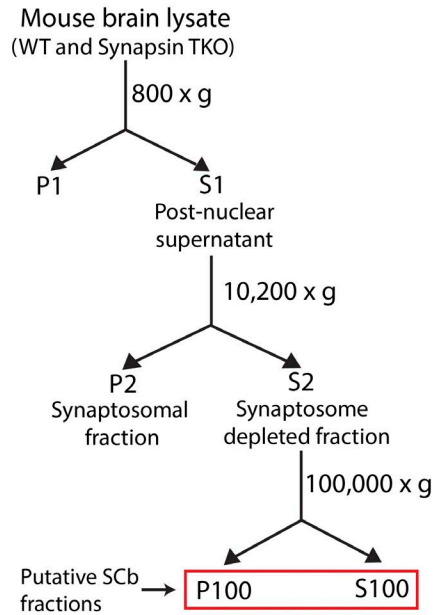 Mouse brain lysate
(WT and Synapsin TKO)
800 x g
P1
S1
Post-nuclear
supernatant
10,200 x g
P2
S2
Synaptosomal
fraction
Synaptosome
depleted fraction
100,000 x g
Putative SCb
fractions
P100
S100